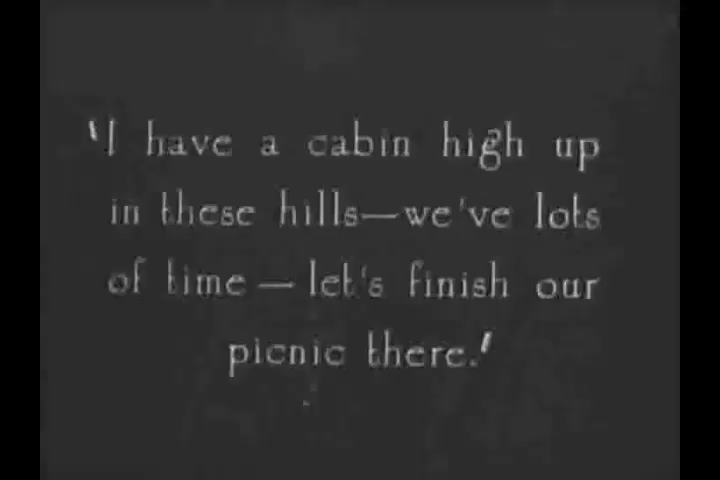 'I have a cabin high up
in these hills—we've lots
of time — let's finish our
picnic there.'